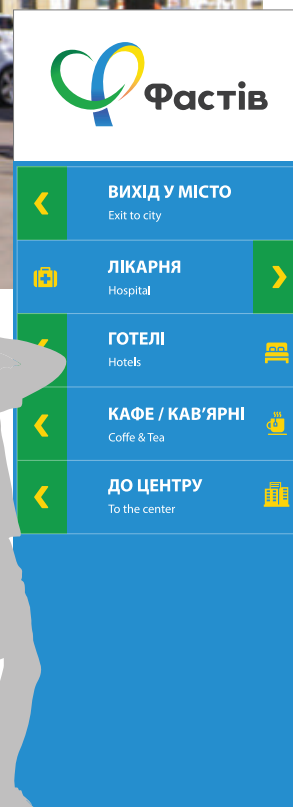 Фастів
ВИХІД У МІСТО
Exit to city
ЛІКАРНЯ
Hospital
ГОТЕЛІ
Hotels
КАФЕ / КАВ’ЯРНІ
Coffe & Tea
ДО ЦЕНТРУ
To the center